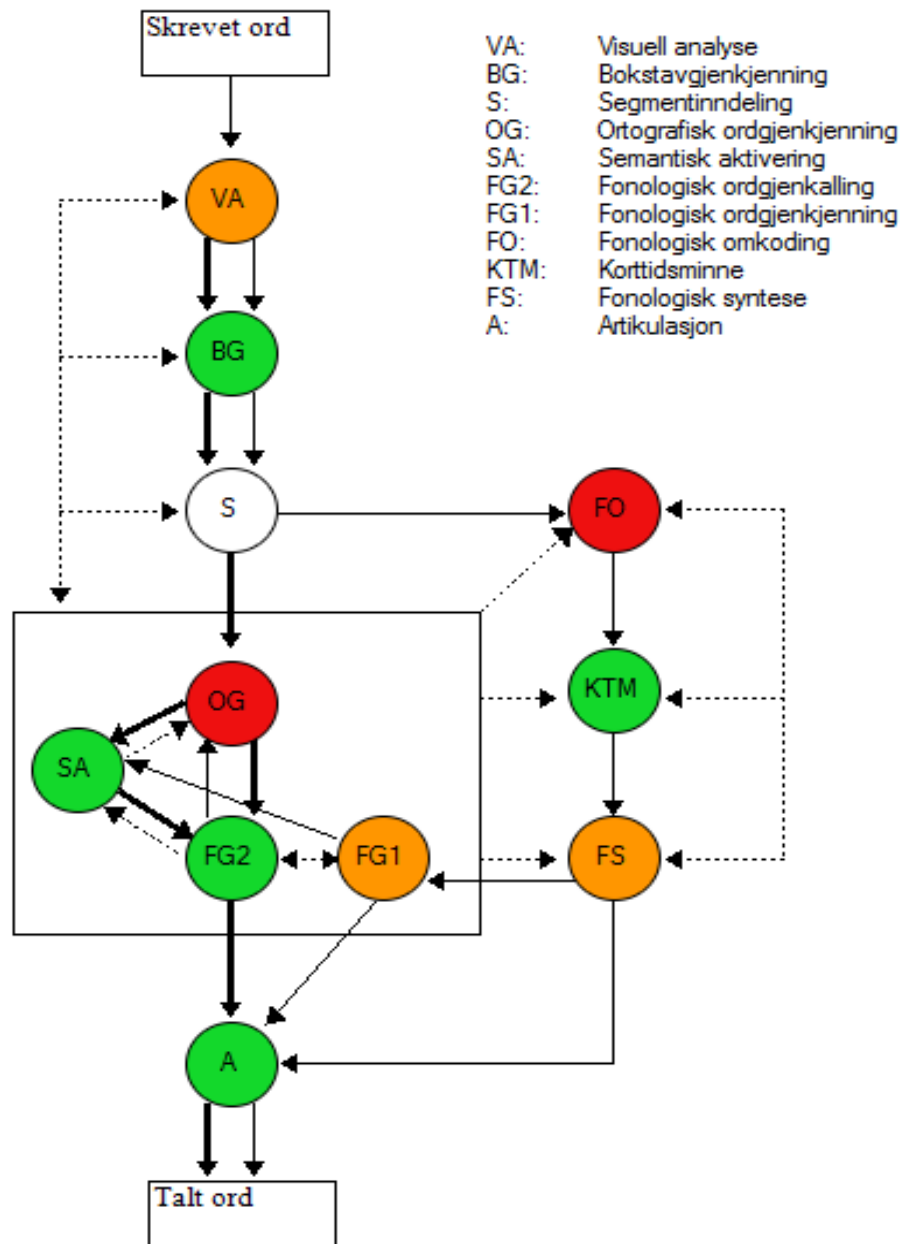 Skrevet ord
VA: Visuell analyse
BG: Bokstavgjenkjenning
S: Segmentinndeling
OG: Ortografisk ordgjenkjenning
SA: Semantisk aktivering
FG2: Fonologisk ordgjenkalling
FG1: Fonologisk ordgjenkjenning
FO: Fonologisk omkoding
KTM: Korttidsminne
FS: Fonologisk syntese
A: Artikulasjon
VA
BG
S
FO
OG
KTM
SA
FG2
FG1
FS
A
Talt ord